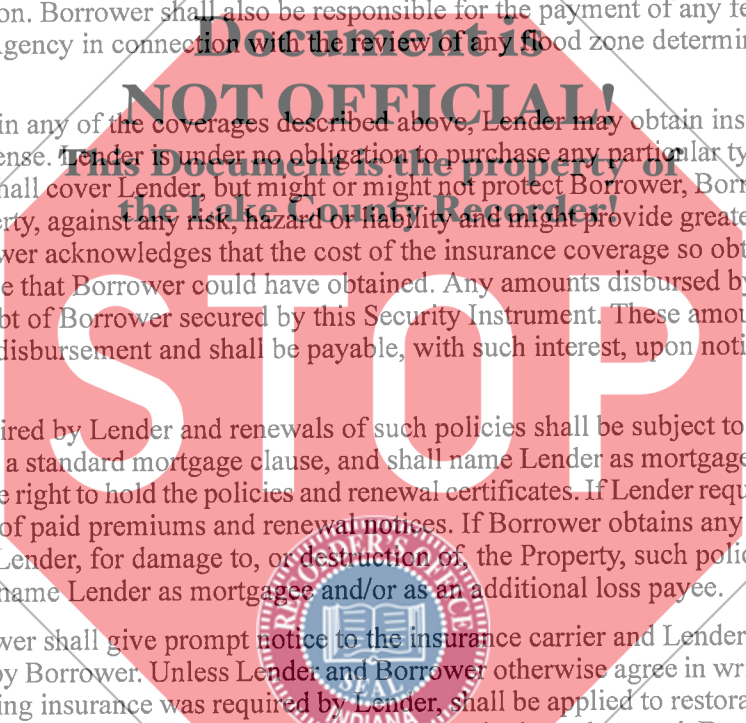 on. Borrower shall also be responsible for the payment of any fe
Document is
gency in connection with the review of any flood zone determin
NOT OFFICIAL!
in any of the coverages described above, Lender may obtain ins
This Document is the property of
ense. Lender is under no obligation to purchase any particular ty
hall cover Lender, but might or might not protect Borrower, Borr
the Lake County Recorder!
rty, against any risk, hazard or liability and might provide greate
wer acknowledges that the cost of the insurance coverage so obt
e that Borrower could have obtained. Any amounts disbursed by
bt of Borrower secured by this Security Instrument. These amou
disbursement and shall be payable, with such interest, upon noti
STOP
ired by Lender and renewals of such policies shall be subject to
a standard mortgage clause, and shall name Lender as mortgage
e right to hold the policies and renewal certificates. If Lender requ
of paid premiums and renewal notices. If Borrower obtains any
Lender, for damage to, or destruction of, the Property, such polic
name Lender as mortgagee and/or as an additional loss payee.
RECORDER'S OFFICE
wer shall give prompt notice to the insurance carrier and Lender
by Borrower. Unless Lender and Borrower otherwise agree in wri
SEAL
ing insurance was required by Lender, shall be applied to restora
INDIANA